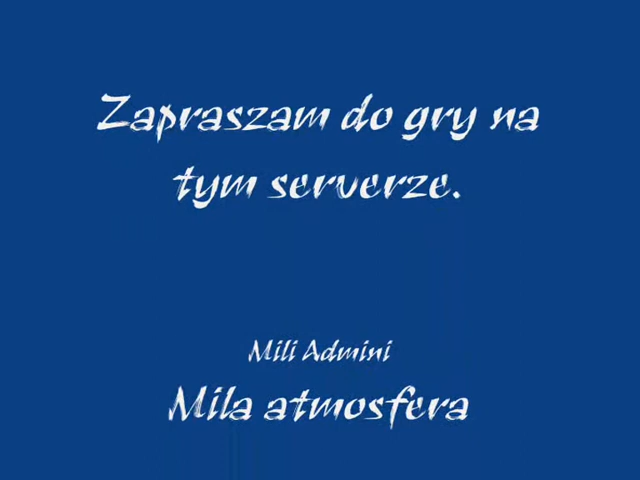 Zapraszam do gry na
tym serverze.
Mili Admini
Mila atmosfera